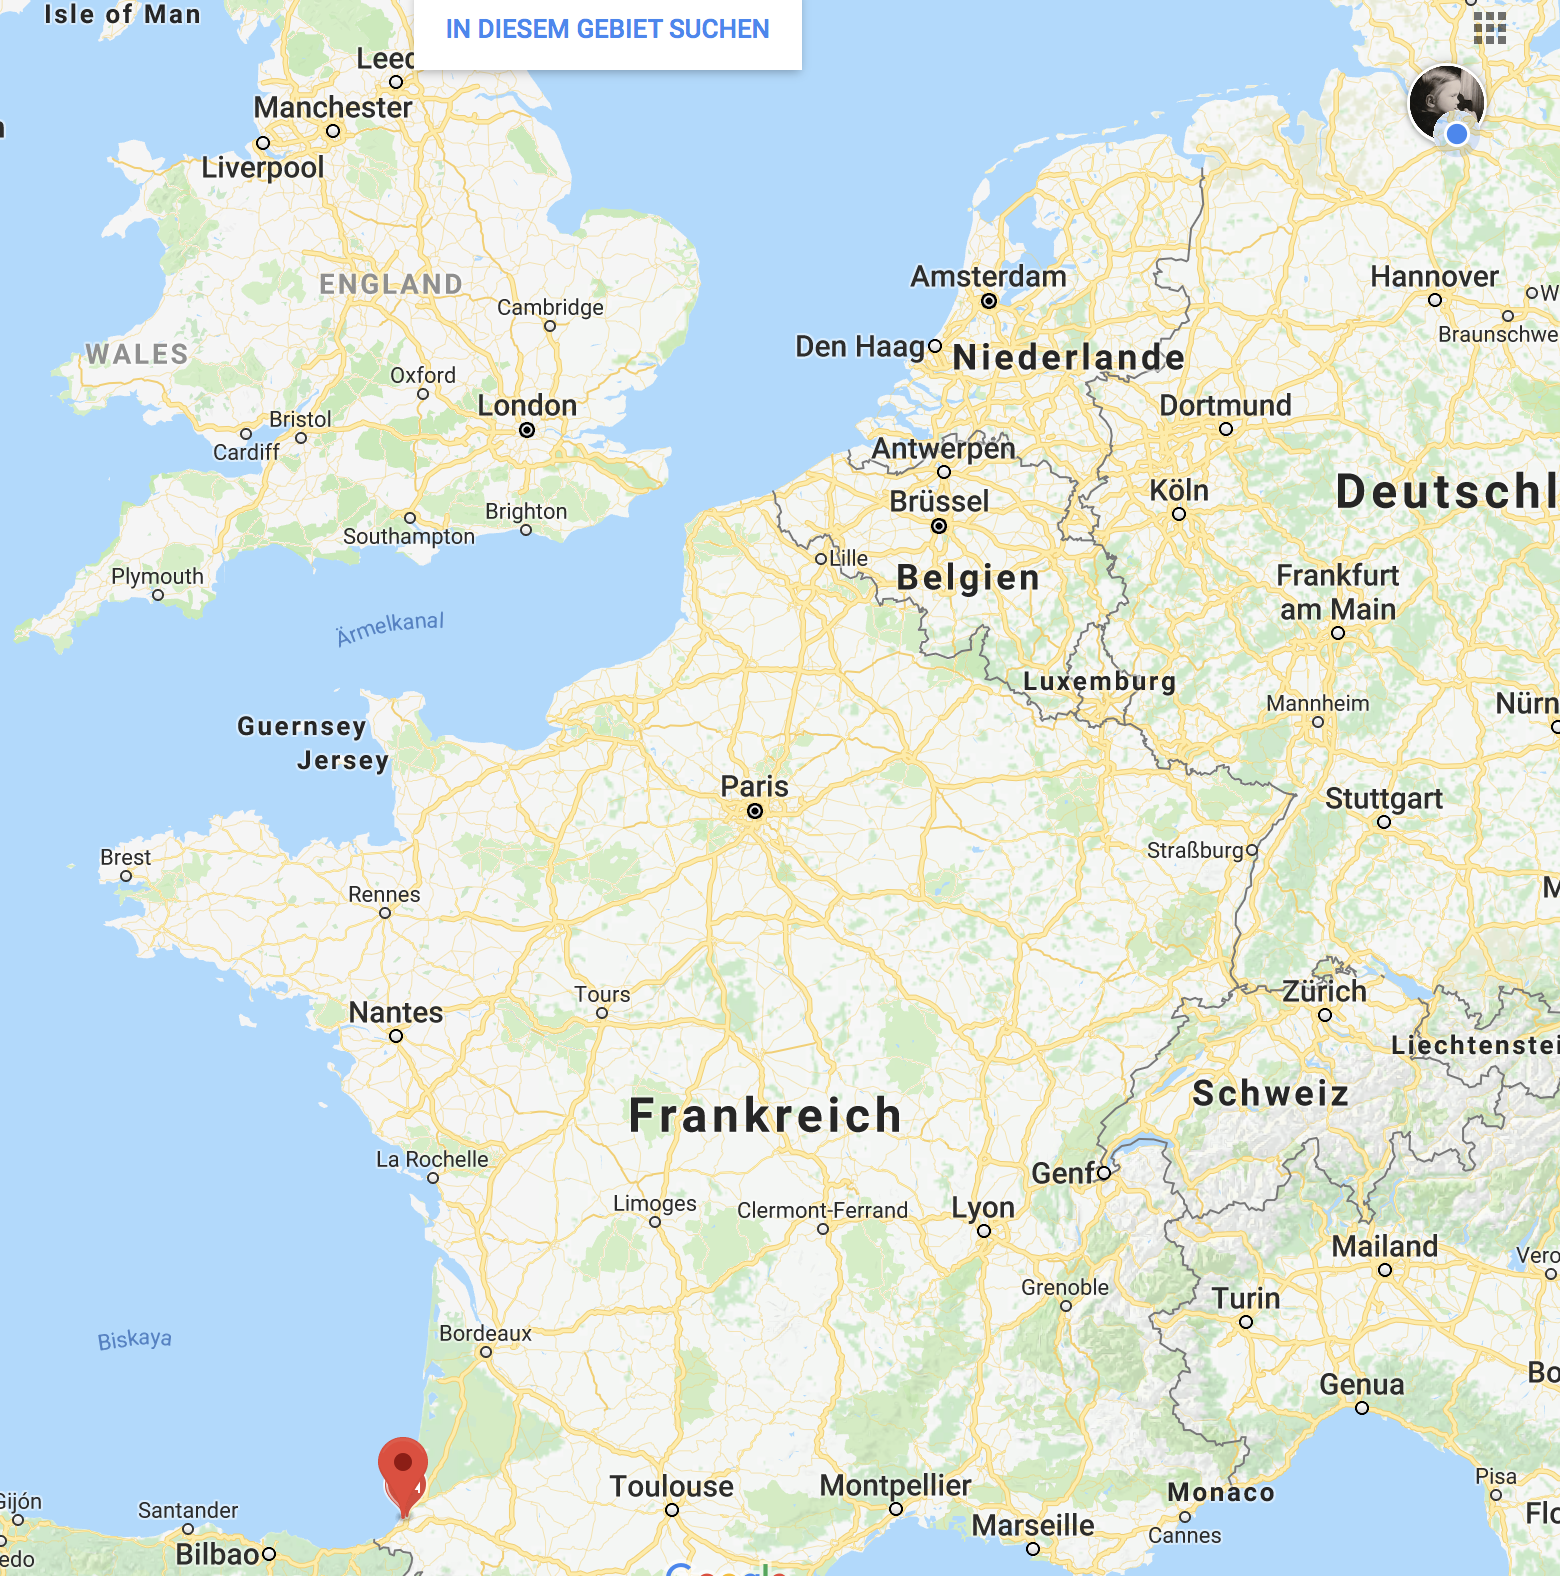 Isle of Man
IN DIESEM GEBIET SUCHEN
Leec
Manchester
Liverpool
ENGLAND
Cambridge
WALES
Oxford
London
Bristol
Cardiff
Brighton
Southampton
Plymouth
Ärmelkanal
Amsterdam
Hannover
W
Braunschwe
Den Haag
Niederlande
Dortmund
Antwerpen
Köln
Deutschl
Brüssel
Lille
Belgien
Frankfurt
am Main
Luxemburg
Mannheim
Nürn
Guernsey
Jersey
Paris
Stuttgart
Straßburg
Brest
Rennes
M
Zürich
Tours
Nantes
Liechtenstei
Schweiz
Frankreich
La Rochelle
Genf
Limoges
Clermont-Ferrand
Lyon
Mailand
Vero
Grenoble
Turin
Biskaya
Bordeaux
Bo
Genua
Toulouse
Montpellier
Monaco
Pisa
Gijón
Santander
Marseille
Cannes
Flo
edo
Bilbao
Google